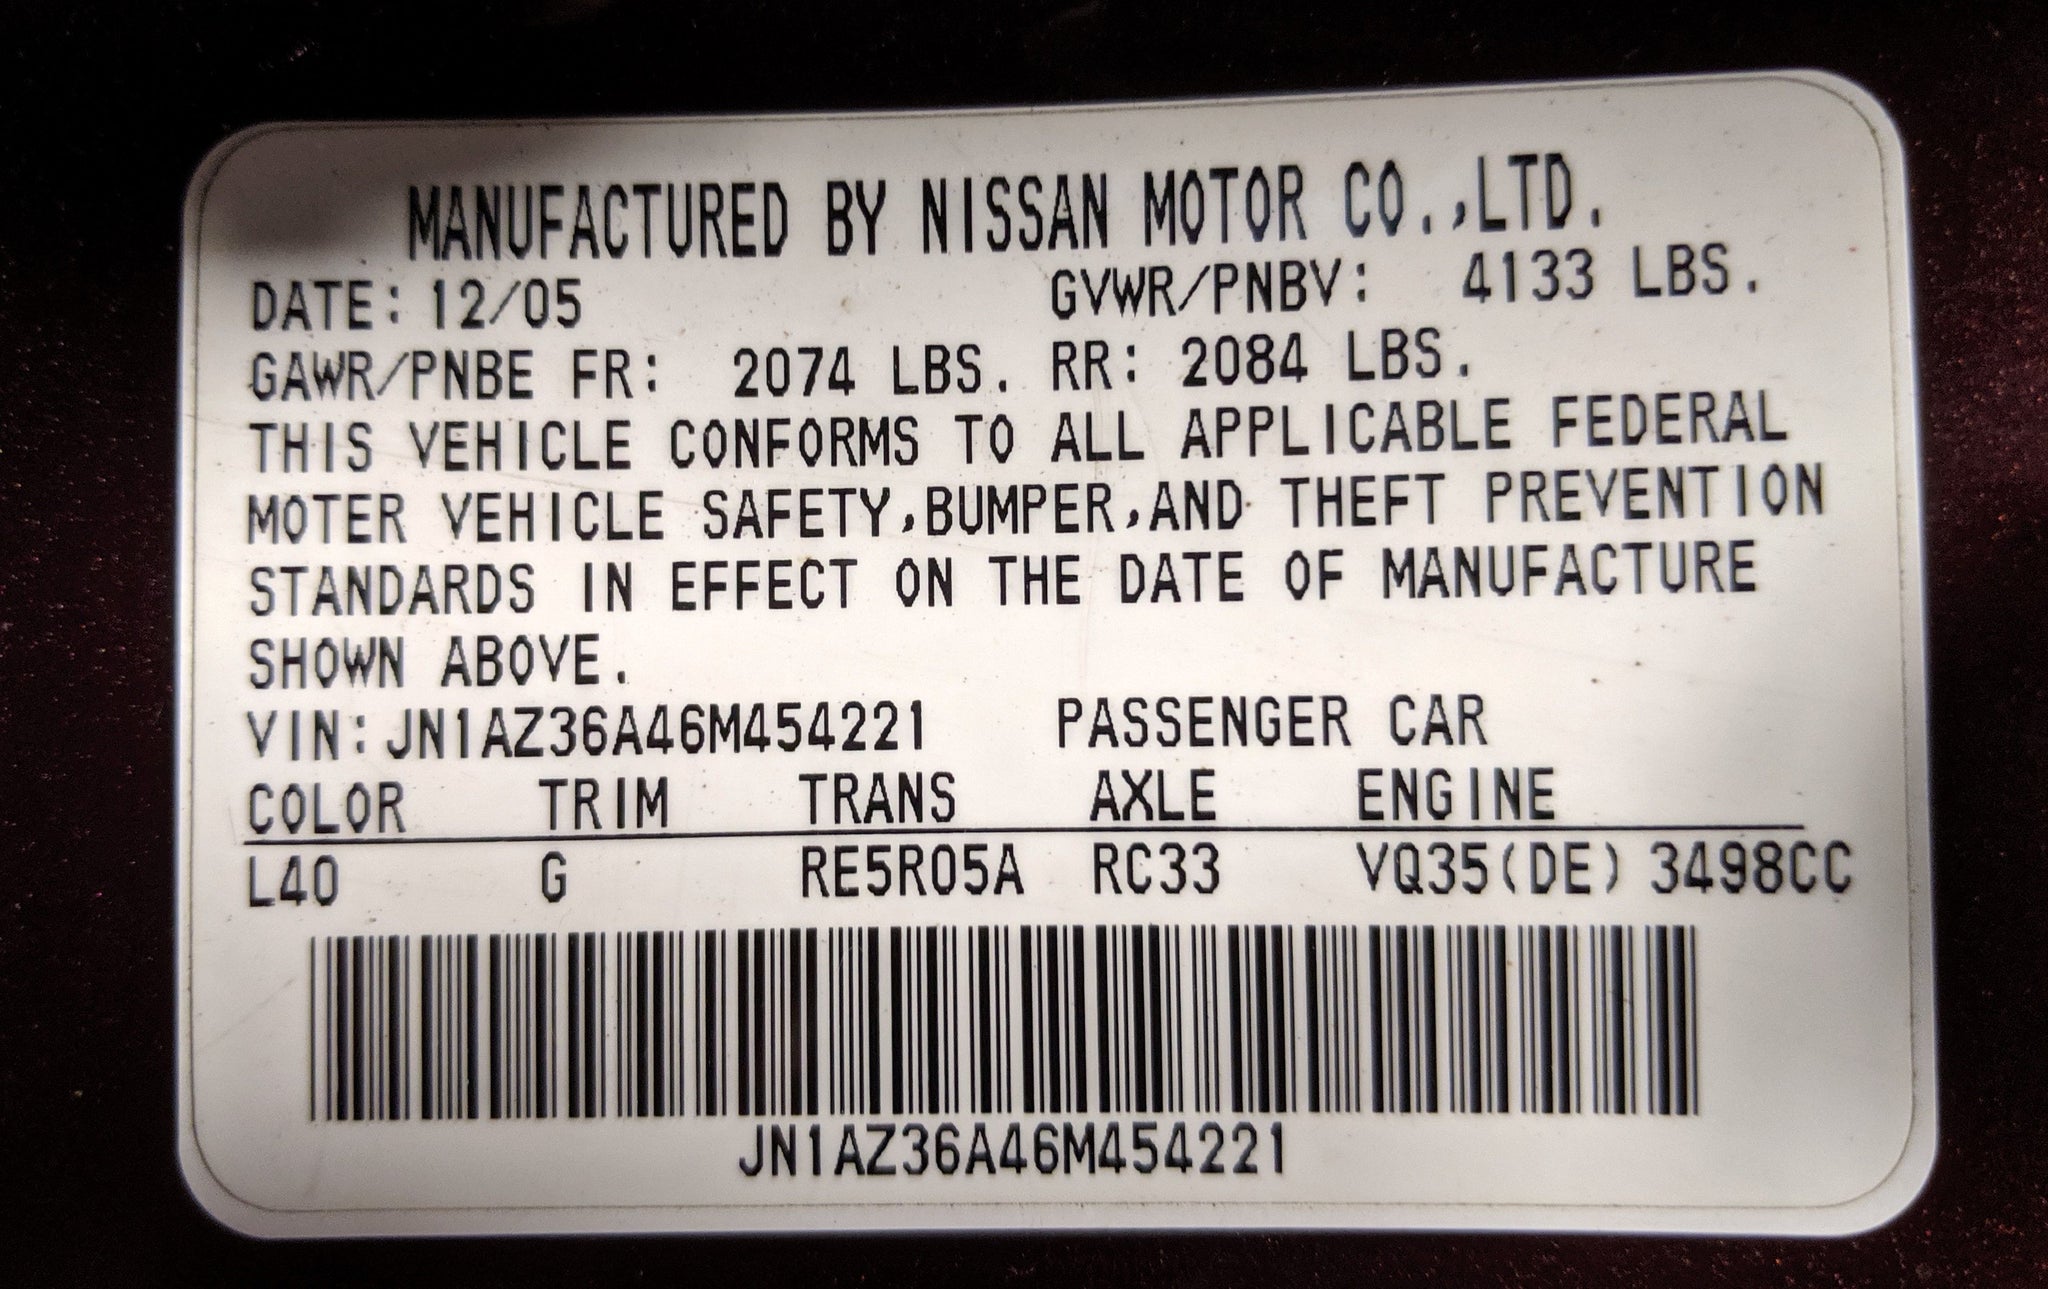 MANUFACTURED BY NISSAN MOTOR CO.,LTD.
DATE: 12/05 GVWR/PNBV: 4133 LBS.
GAWR/PNBE FR: 2074 LBS. RR: 2084 LBS.
THIS VEHICLE CONFORMS TO ALL APPLICABLE FEDERAL
MOTER VEHICLE SAFETY,BUMPER,AND THEFT PREVENTION
STANDARDS IN EFFECT ON THE DATE OF MANUFACTURE
SHOWN ABOVE.
VIN:JN1AZ36A46M454221 PASSENGER CAR
COLOR TRIM TRANS AXLE ENGINE
L40 G RE5R05A RC33 VQ35(DE) 3498CC
JN1AZ36A46M454221